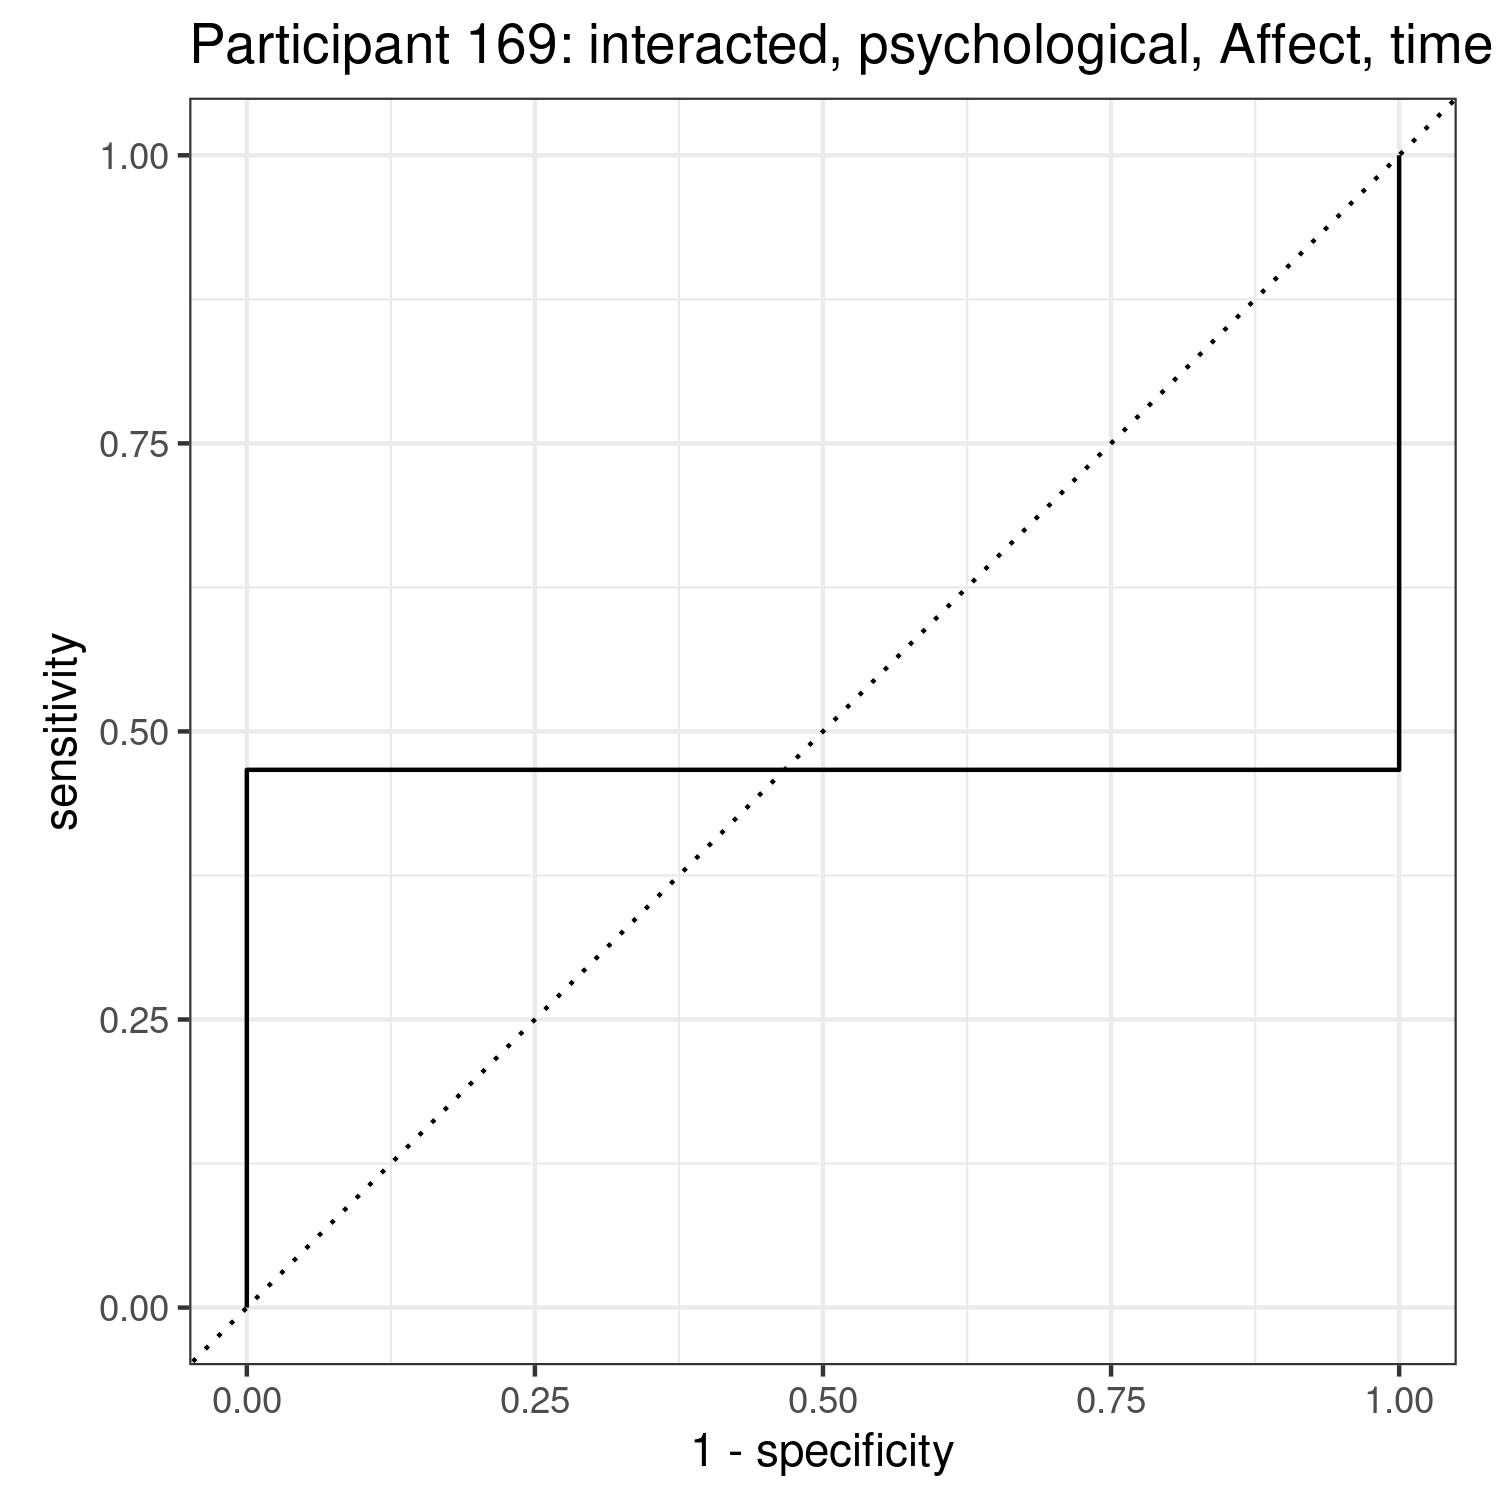 Participant 169: interacted, psychological, Affect, time
1.00
0.75
0.50
0.25
0.00
sensitivity
0.00 0.25 0.50 0.75 1.00
1 - specificity